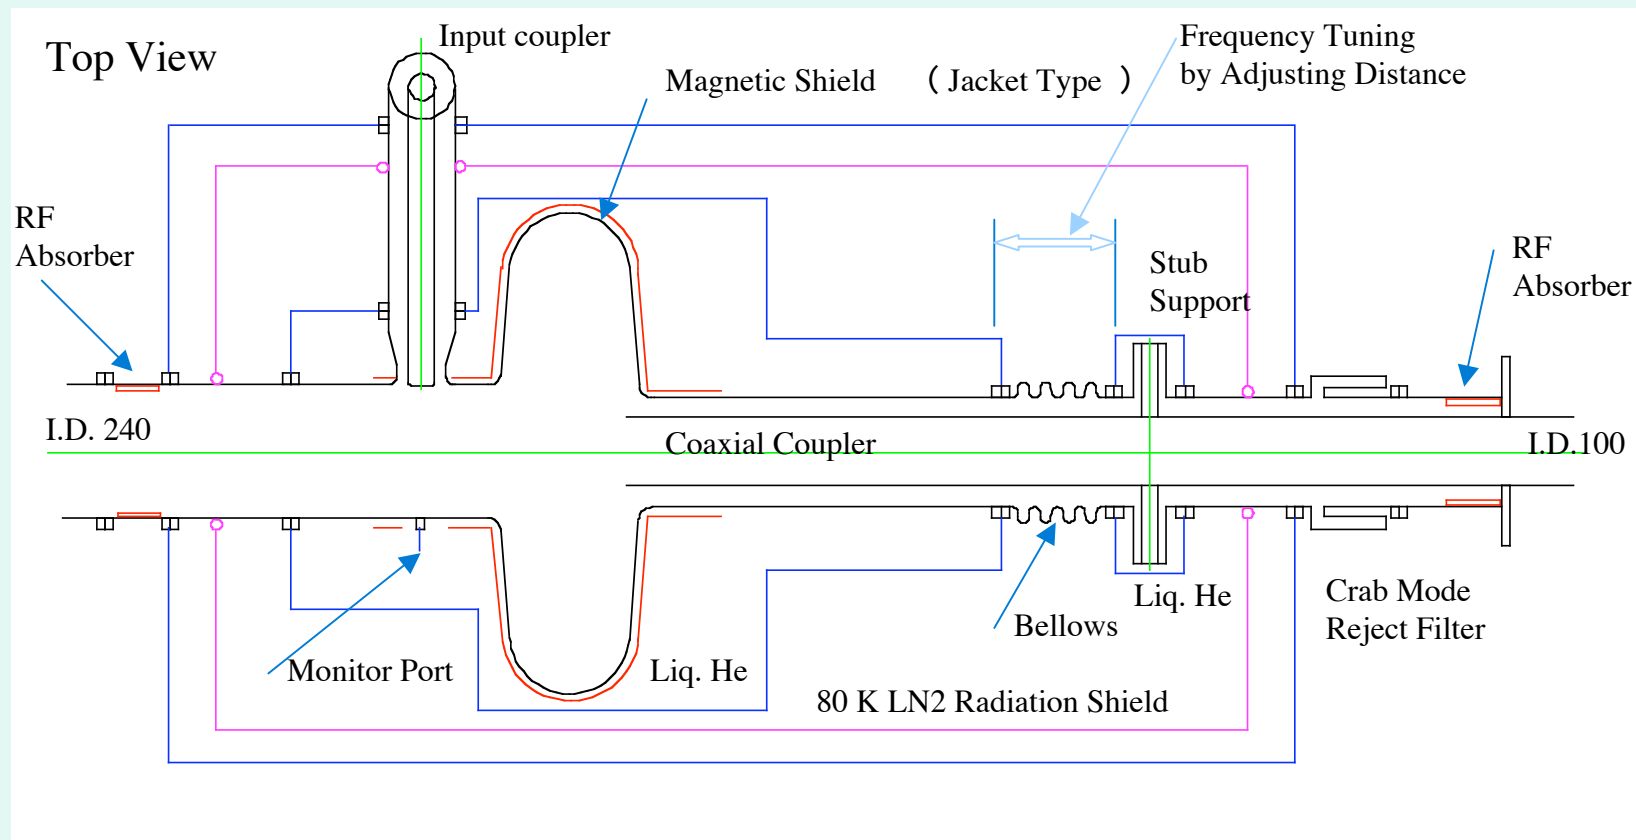 Top View
Input coupler
Magnetic Shield ( Jacket Type )
Frequency Tuning
by Adjusting Distance
RF
Absorber
Stub
Support
RF
Absorber
I.D. 240
Coaxial Coupler
I.D.100
Monitor Port
Liq. He
Bellows
Liq. He
Crab Mode
Reject Filter
80 K LN2 Radiation Shield